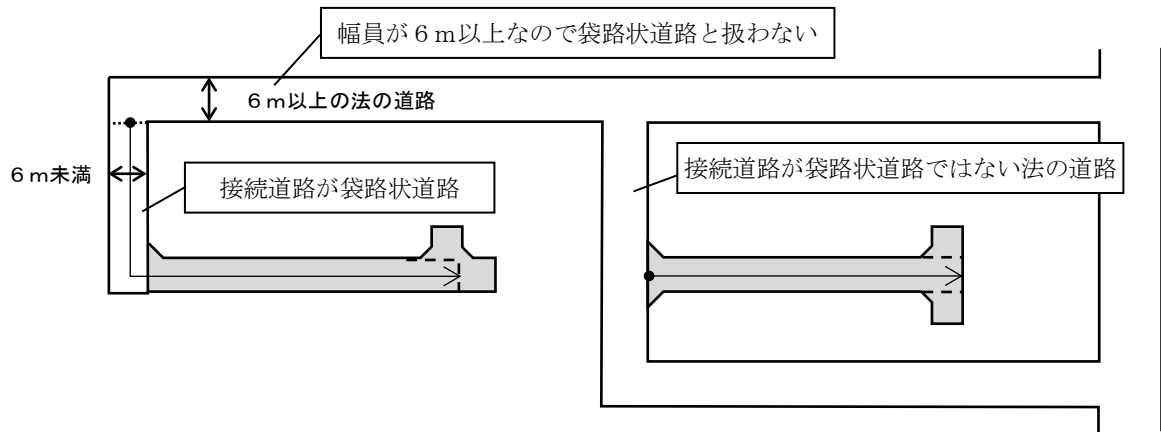 幅員が６ｍ以上なので袋路状道路と扱わない
６ｍ以上の法の道路
６ｍ未満
接続道路が袋路状道路
接続道路が袋路状道路ではない法の道路